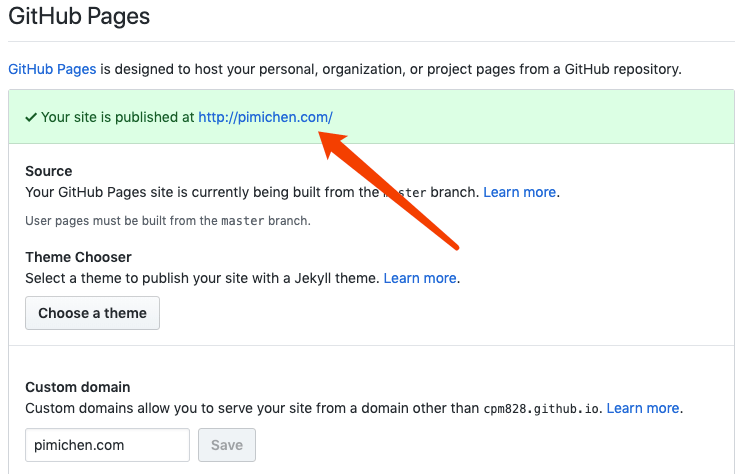 GitHub Pages
GitHub Pages is designed to host your personal, organization, or project pages from a GitHub repository.
Your site is published at http://pimichen.com/
Source
Your GitHub Pages site is currently being built from the master branch. Learn more.
User pages must be built from the master branch.
Theme Chooser
Select a theme to publish your site with a Jekyll theme. Learn more.
Choose a theme
Custom domain
Custom domains allow you to serve your site from a domain other than cpm828.github.io. Learn more.
pimichen.com Save